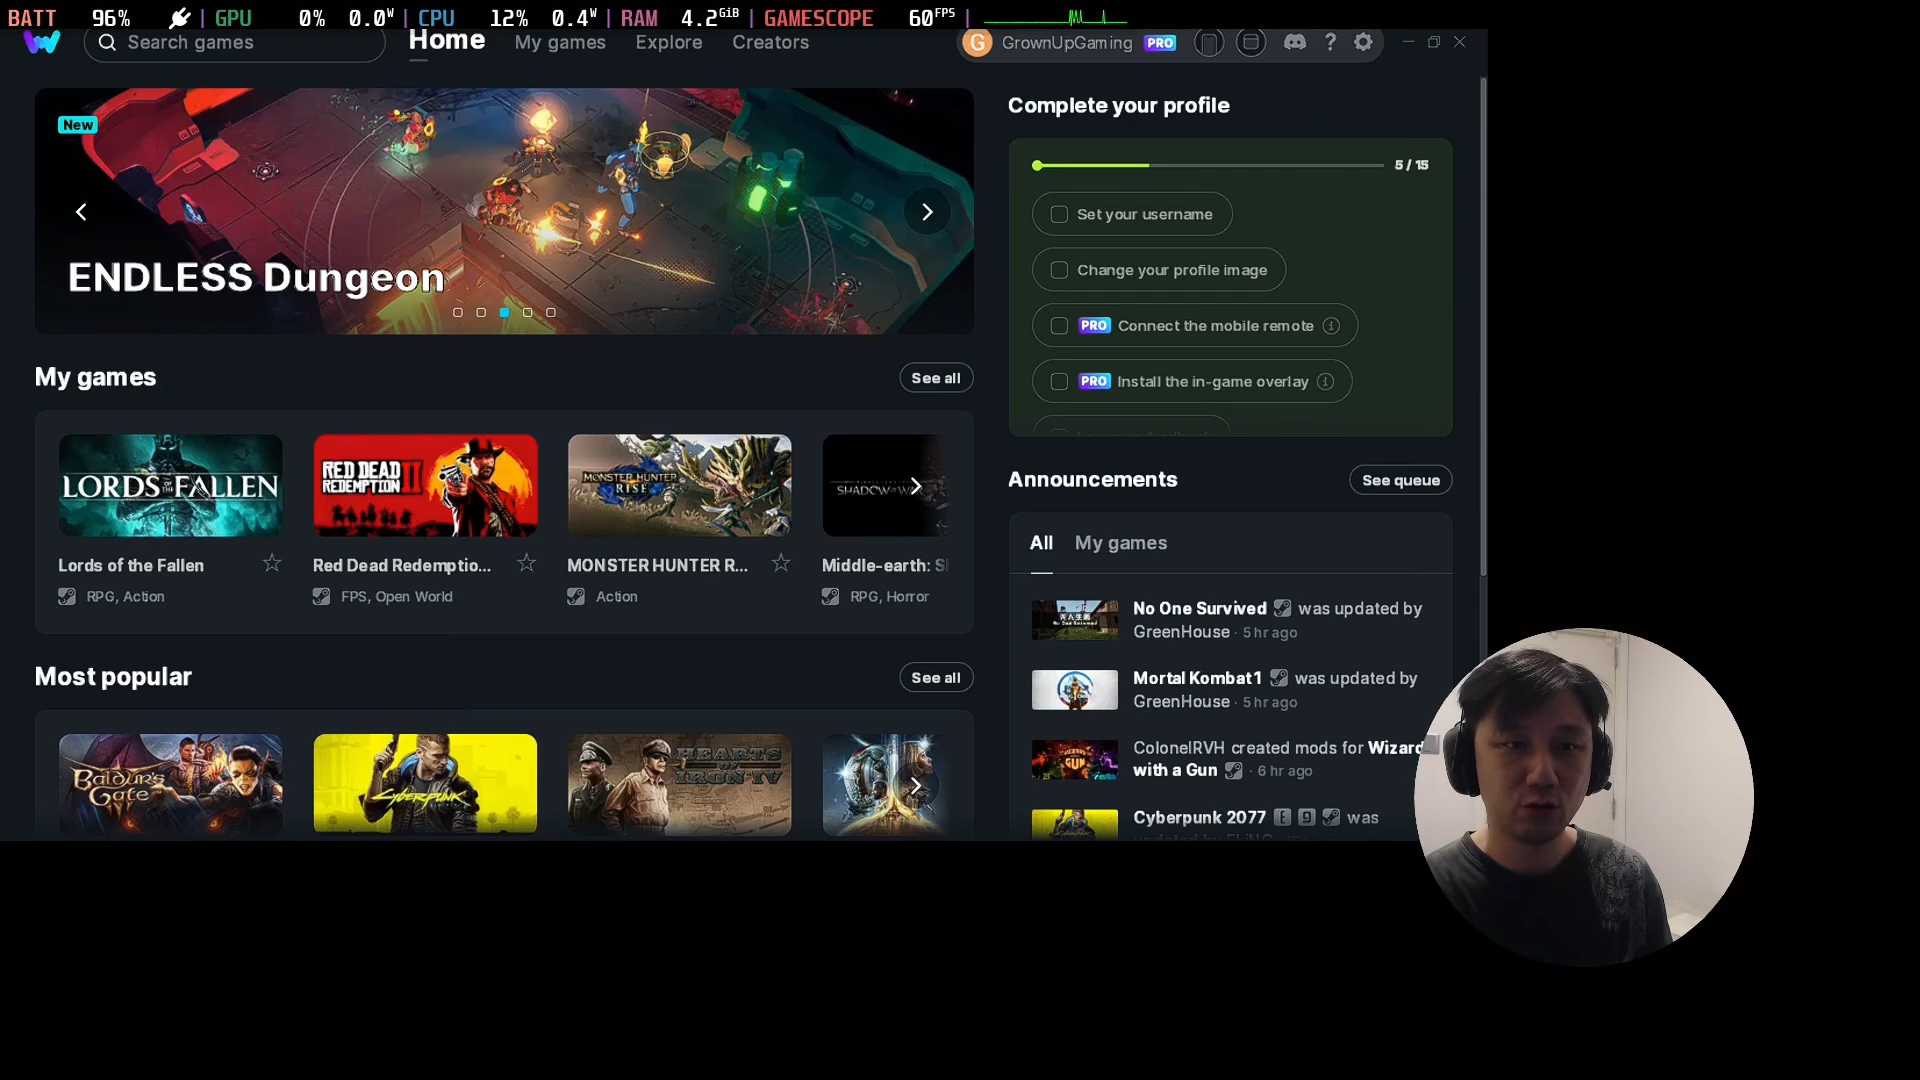 BATT 96% GPU 0% 0.0W CPU 12% 0.4W RAM 4.2GiB GAMESCOPE 60FPS
Search games
Home My games Explore Creators
G GrownUpGaming PRO
New
ENDLESS Dungeon
My games
See all
LORDS OF THE FALLEN
RED DEAD REDEMPTION II
MONSTER HUNTER RISE
SHADOW OF WA
Lords of the Fallen
RPG, Action
Red Dead Redemptio...
FPS, Open World
MONSTER HUNTER R...
Action
Middle-earth: S
RPG, Horror
Most popular
See all
BALDUR'S GATE
CYBERPUNK
HEARTS OF IRON IV
Complete your profile
5 / 15
Set your username
Change your profile image
PRO Connect the mobile remote
PRO Install the in-game overlay
Announcements
See queue
All My games
No One Survived was updated by
GreenHouse · 5 hr ago
Mortal Kombat 1 was updated by
GreenHouse · 5 hr ago
ColonelRVH created mods for Wizard
with a Gun · 6 hr ago
Cyberpunk 2077 was